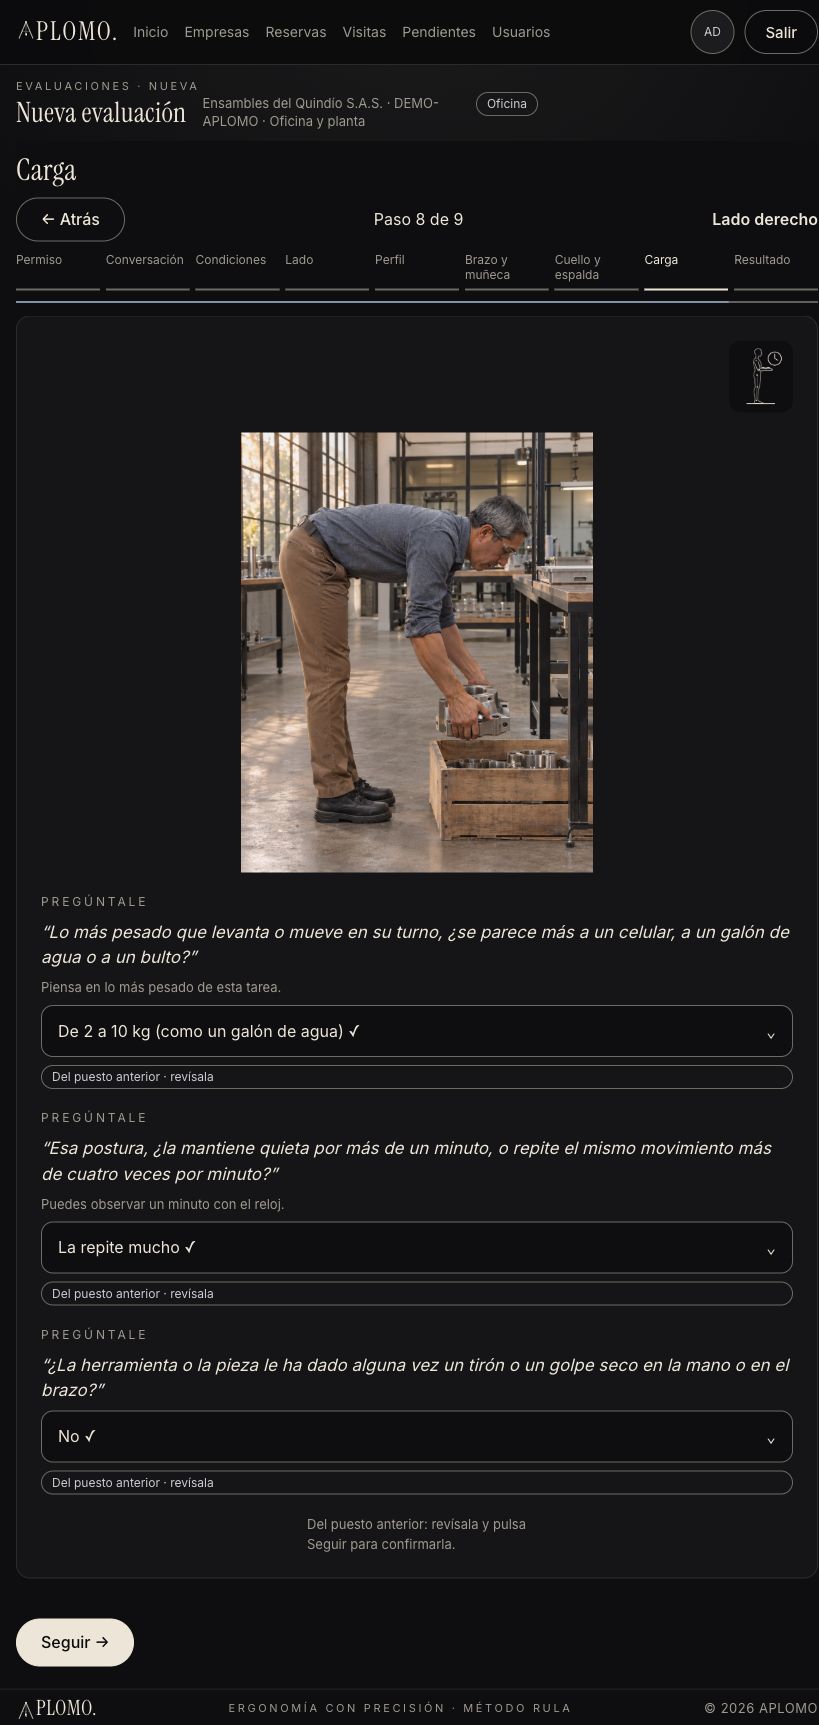 APLOMO.
Inicio Empresas Reservas Visitas Pendientes Usuarios
AD
Salir
EVALUACIONES · NUEVA
Nueva evaluación
Ensambles del Quindío S.A.S. · DEMO-
APLOMO · Oficina y planta
Oficina
Carga
← Atrás
Paso 8 de 9
Lado derecho
Permiso
Conversación
Condiciones
Lado
Perfil
Brazo y
muñeca
Cuello y
espalda
Carga
Resultado
PREGÚNTALE
“Lo más pesado que levanta o mueve en su turno, ¿se parece más a un celular, a un galón de
agua o a un bulto?”
Piensa en lo más pesado de esta tarea.
De 2 a 10 kg (como un galón de agua) ✓
Del puesto anterior · revísala
PREGÚNTALE
“Esa postura, ¿la mantiene quieta por más de un minuto, o repite el mismo movimiento más
de cuatro veces por minuto?”
Puedes observar un minuto con el reloj.
La repite mucho ✓
Del puesto anterior · revísala
PREGÚNTALE
“¿La herramienta o la pieza le ha dado alguna vez un tirón o un golpe seco en la mano o en el
brazo?”
No ✓
Del puesto anterior · revísala
Del puesto anterior: revísala y pulsa
Seguir para confirmarla.
Seguir →
APLOMO.
ERGONOMÍA CON PRECISIÓN · MÉTODO RULA
© 2026 APLOMO